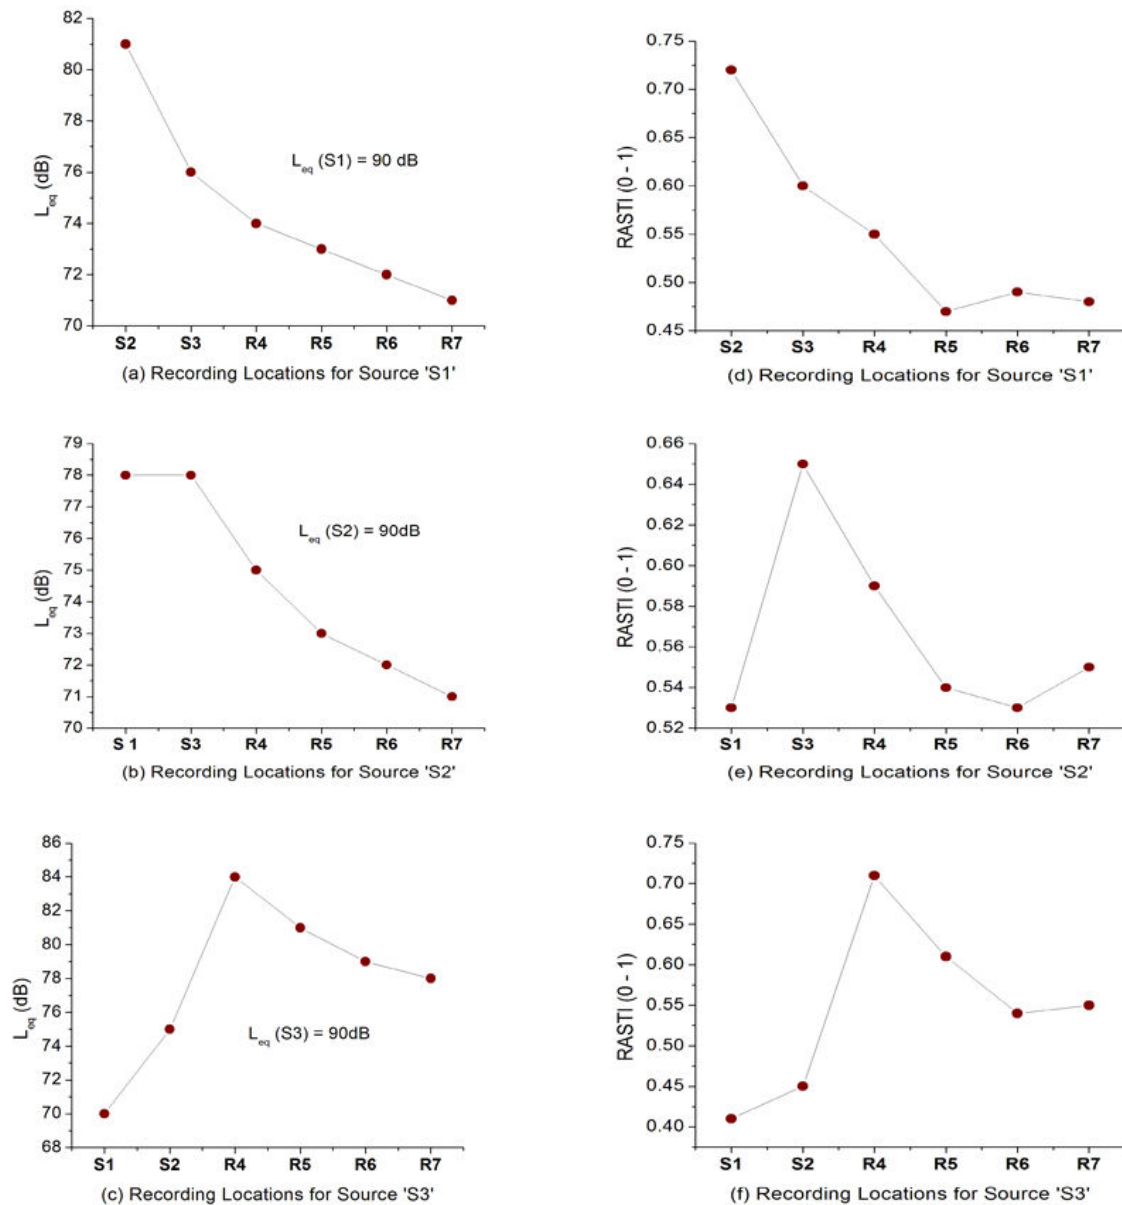 82
80
78
76
74
72
70
L_eq (dB)
L_eq (S1) = 90 dB
S2 S3 R4 R5 R6 R7
(a) Recording Locations for Source 'S1'
0.75
0.70
0.65
0.60
0.55
0.50
0.45
RASTI (0 - 1)
S2 S3 R4 R5 R6 R7
(d) Recording Locations for Source 'S1'
79
78
77
76
75
74
73
72
71
70
L_eq (dB)
L_eq (S2) = 90dB
S 1 S3 R4 R5 R6 R7
(b) Recording Locations for Source 'S2'
0.66
0.64
0.62
0.60
0.58
0.56
0.54
0.52
RASTI (0 - 1)
S1 S3 R4 R5 R6 R7
(e) Recording Locations for Source 'S2'
86
84
82
80
78
76
74
72
70
68
L_eq (dB)
L_eq (S3) = 90dB
S1 S2 R4 R5 R6 R7
(c) Recording Locations for Source 'S3'
0.75
0.70
0.65
0.60
0.55
0.50
0.45
0.40
RASTI (0 - 1)
S1 S2 R4 R5 R6 R7
(f) Recording Locations for Source 'S3'